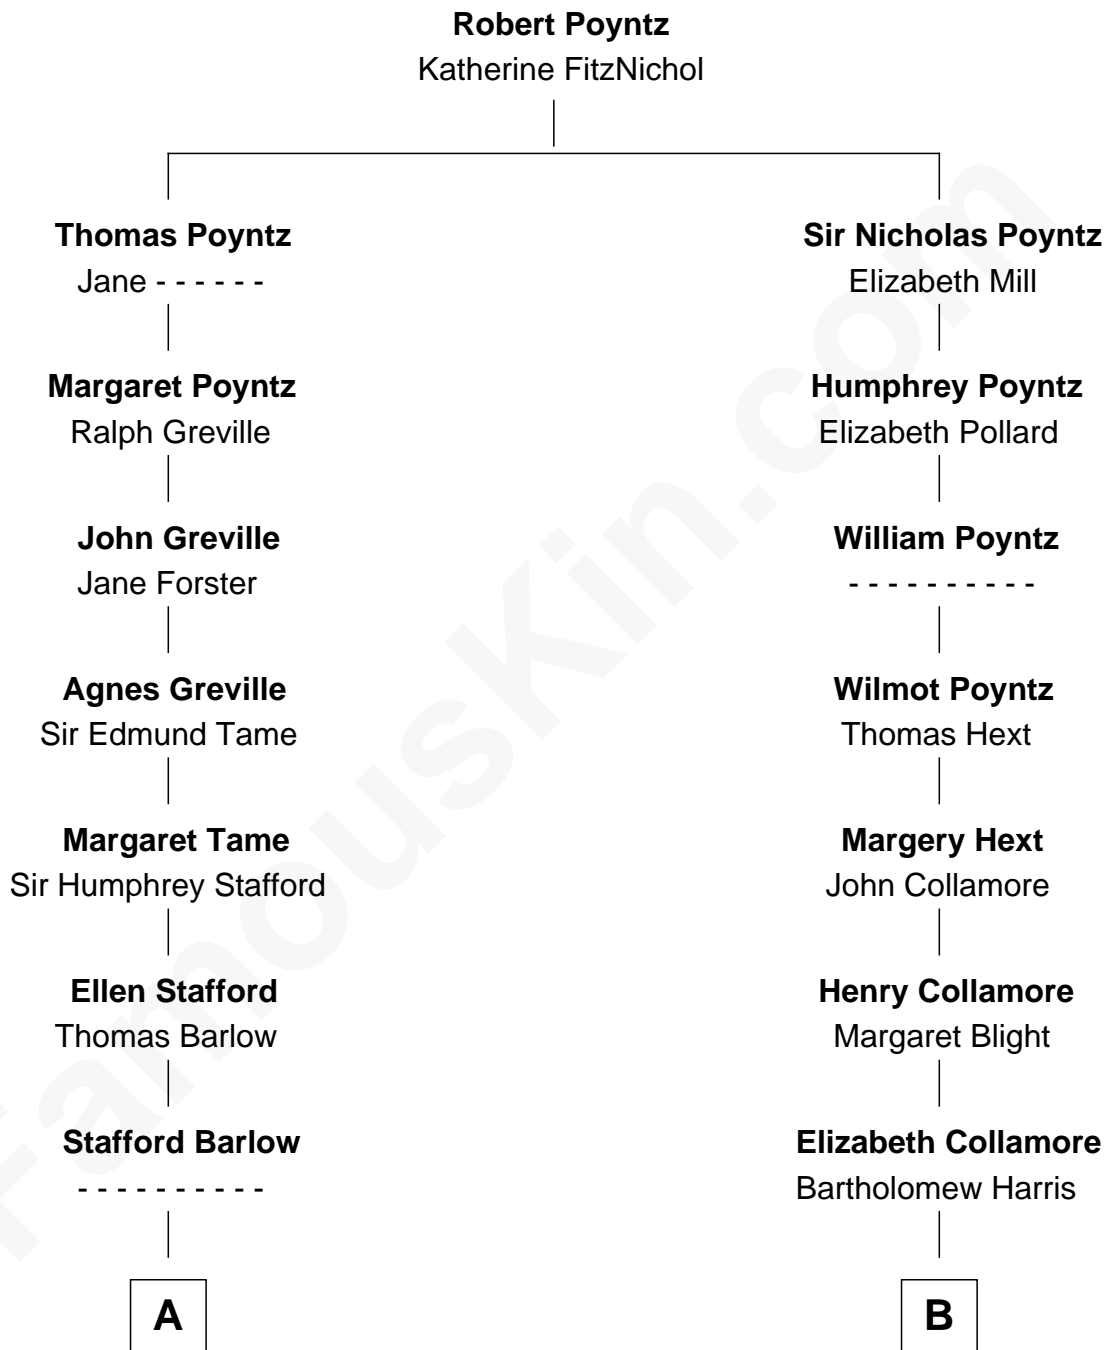 Robert Poyntz
Katherine FitzNichol
Thomas Poyntz
Jane - - - - - -
Sir Nicholas Poyntz
Elizabeth Mill
Margaret Poyntz
Ralph Greville
Humphrey Poyntz
Elizabeth Pollard
John Greville
Jane Forster
William Poyntz
- - - - - - - - - -
Agnes Greville
Sir Edmund Tame
Wilmot Poyntz
Thomas Hext
Margaret Tame
Sir Humphrey Stafford
Margery Hext
John Collamore
Ellen Stafford
Thomas Barlow
Henry Collamore
Margaret Blight
Stafford Barlow
- - - - - - - - - -
Elizabeth Collamore
Bartholomew Harris
A
B
FamousKin.com